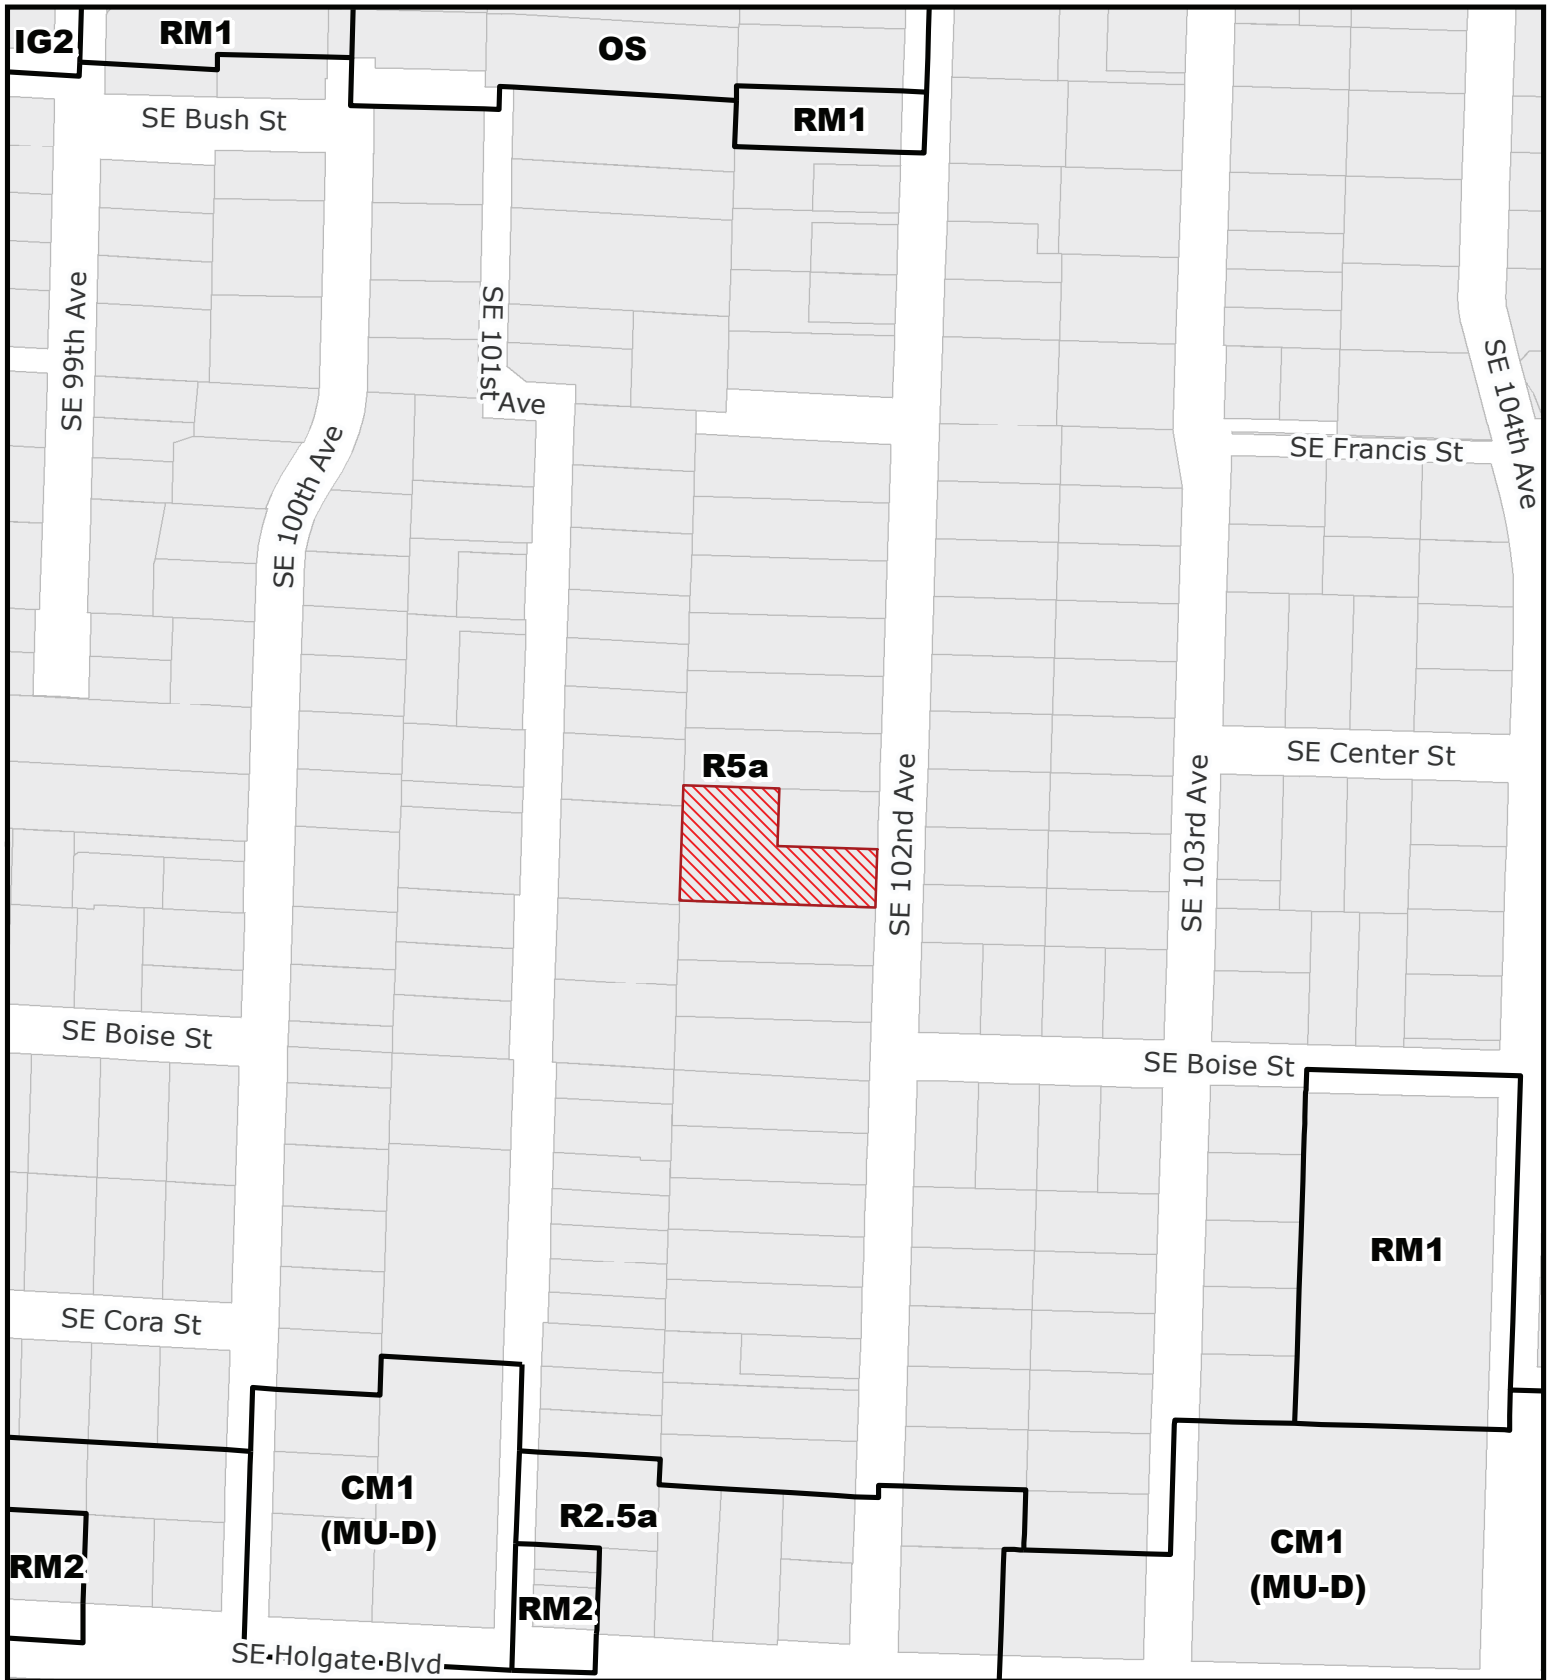 IG2
RM1
OS
SE Bush St
RM1
SE 99th Ave
SE 100th Ave
SE 101st
Ave
SE 104th Ave
SE Francis St
R5a
SE Center St
SE 102nd Ave
SE 103rd Ave
SE Boise St
SE Boise St
RM1
SE Cora St
CM1
(MU-D)
R2.5a
RM2
RM2
CM1
(MU-D)
SE Holgate Blvd